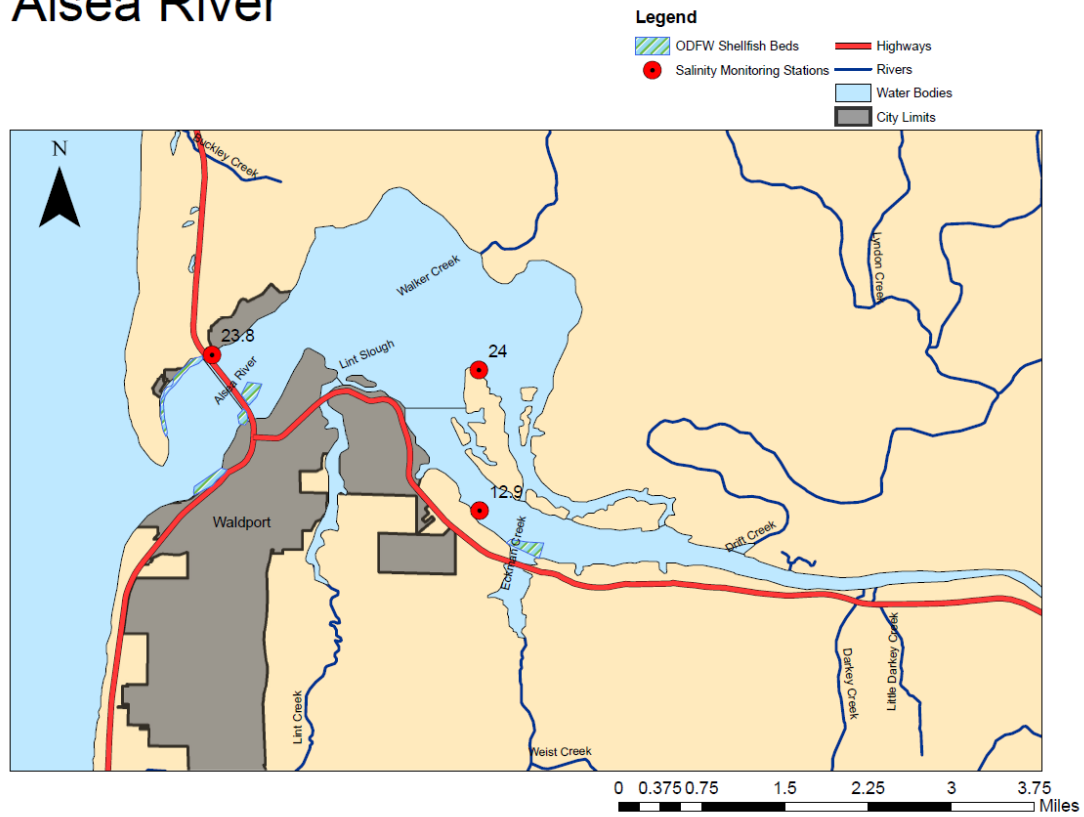 Alsea River
Legend
ODFW Shellfish Beds
Highways
Salinity Monitoring Stations
Rivers
Water Bodies
City Limits
N
Buckley Creek
Walker Creek
Lyndon Creek
23.8
24
Lint Slough
Alsea River
12.9
Waldport
Drift Creek
Eckman Creek
Darkey Creek
Little Darkey Creek
Lint Creek
Weist Creek
0 0.375 0.75 1.5 2.25 3 3.75
Miles